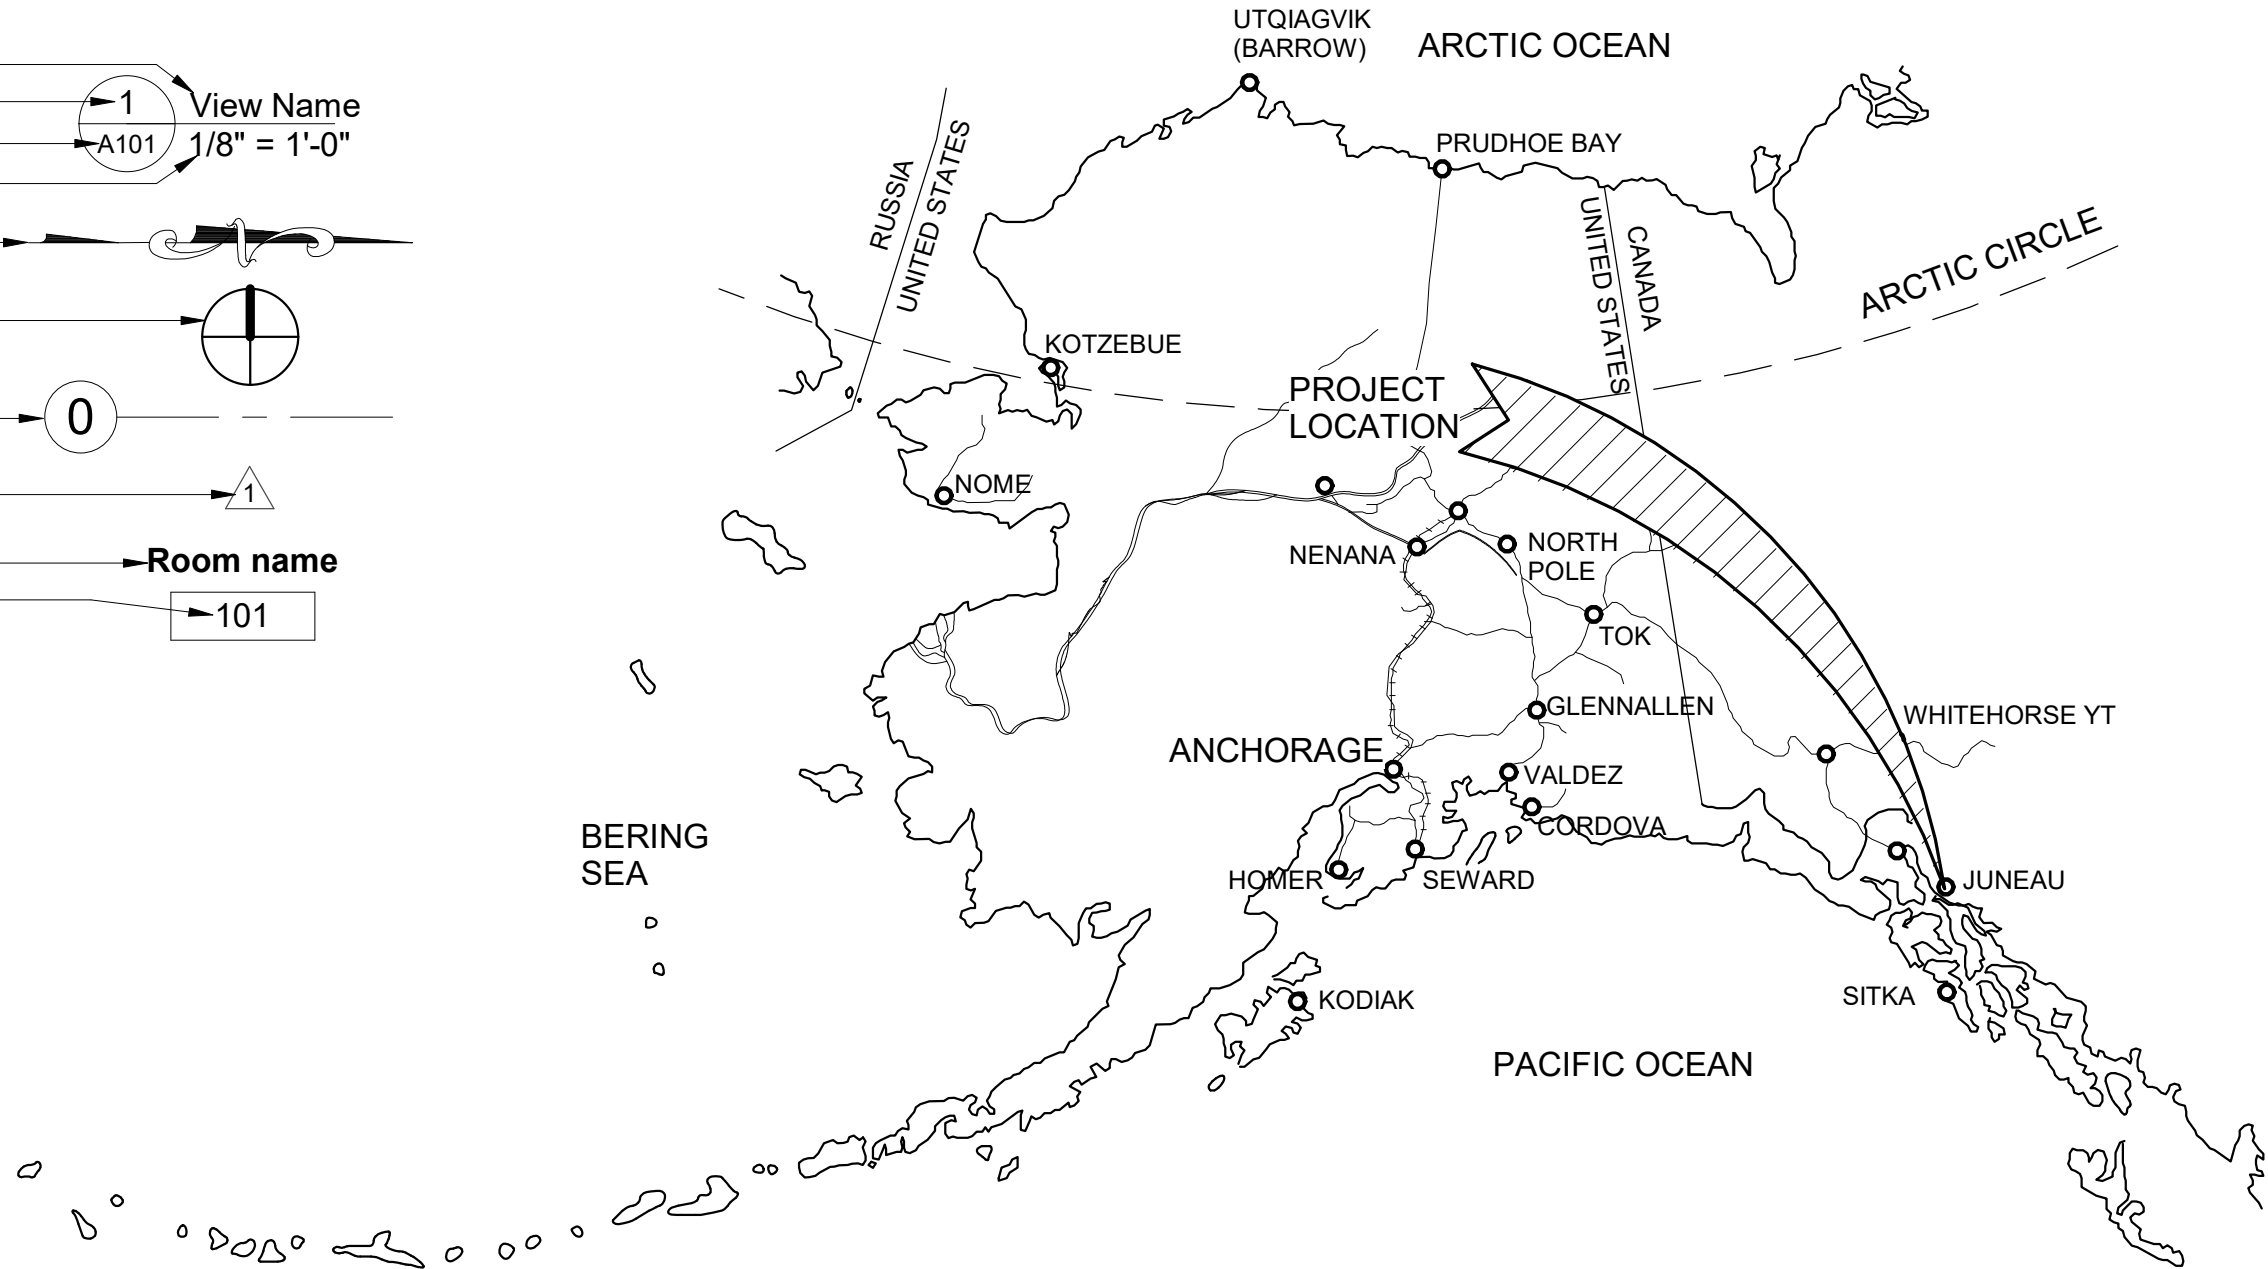 1
View Name
A101
1/8" = 1'-0"
0
1
Room name
101
UTQIAGVIK
(BARROW)
ARCTIC OCEAN
PRUDHOE BAY
RUSSIA
UNITED STATES
UNITED STATES
CANADA
ARCTIC CIRCLE
KOTZEBUE
PROJECT
LOCATION
NOME
NENANA
NORTH
POLE
TOK
GLENNALLEN
WHITEHORSE YT
ANCHORAGE
VALDEZ
CORDOVA
BERING
SEA
HOMER
SEWARD
JUNEAU
KODIAK
SITKA
PACIFIC OCEAN